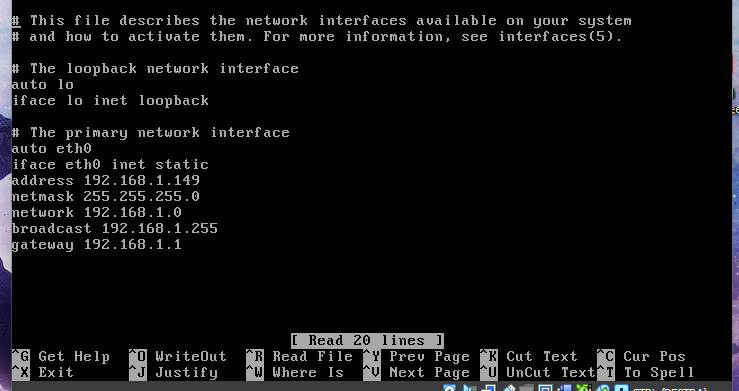 # This file describes the network interfaces available on your system
# and how to activate them. For more information, see interfaces(5).
# The loopback network interface
auto lo
iface lo inet loopback
# The primary network interface
auto eth0
iface eth0 inet static
address 192.168.1.149
netmask 255.255.255.0
network 192.168.1.0
broadcast 192.168.1.255
gateway 192.168.1.1
[ Read 20 lines ]
^G Get Help ^O WriteOut ^R Read File ^Y Prev Page ^K Cut Text ^C Cur Pos
^X Exit ^J Justify ^W Where Is ^V Next Page ^U UnCut Text ^T To Spell